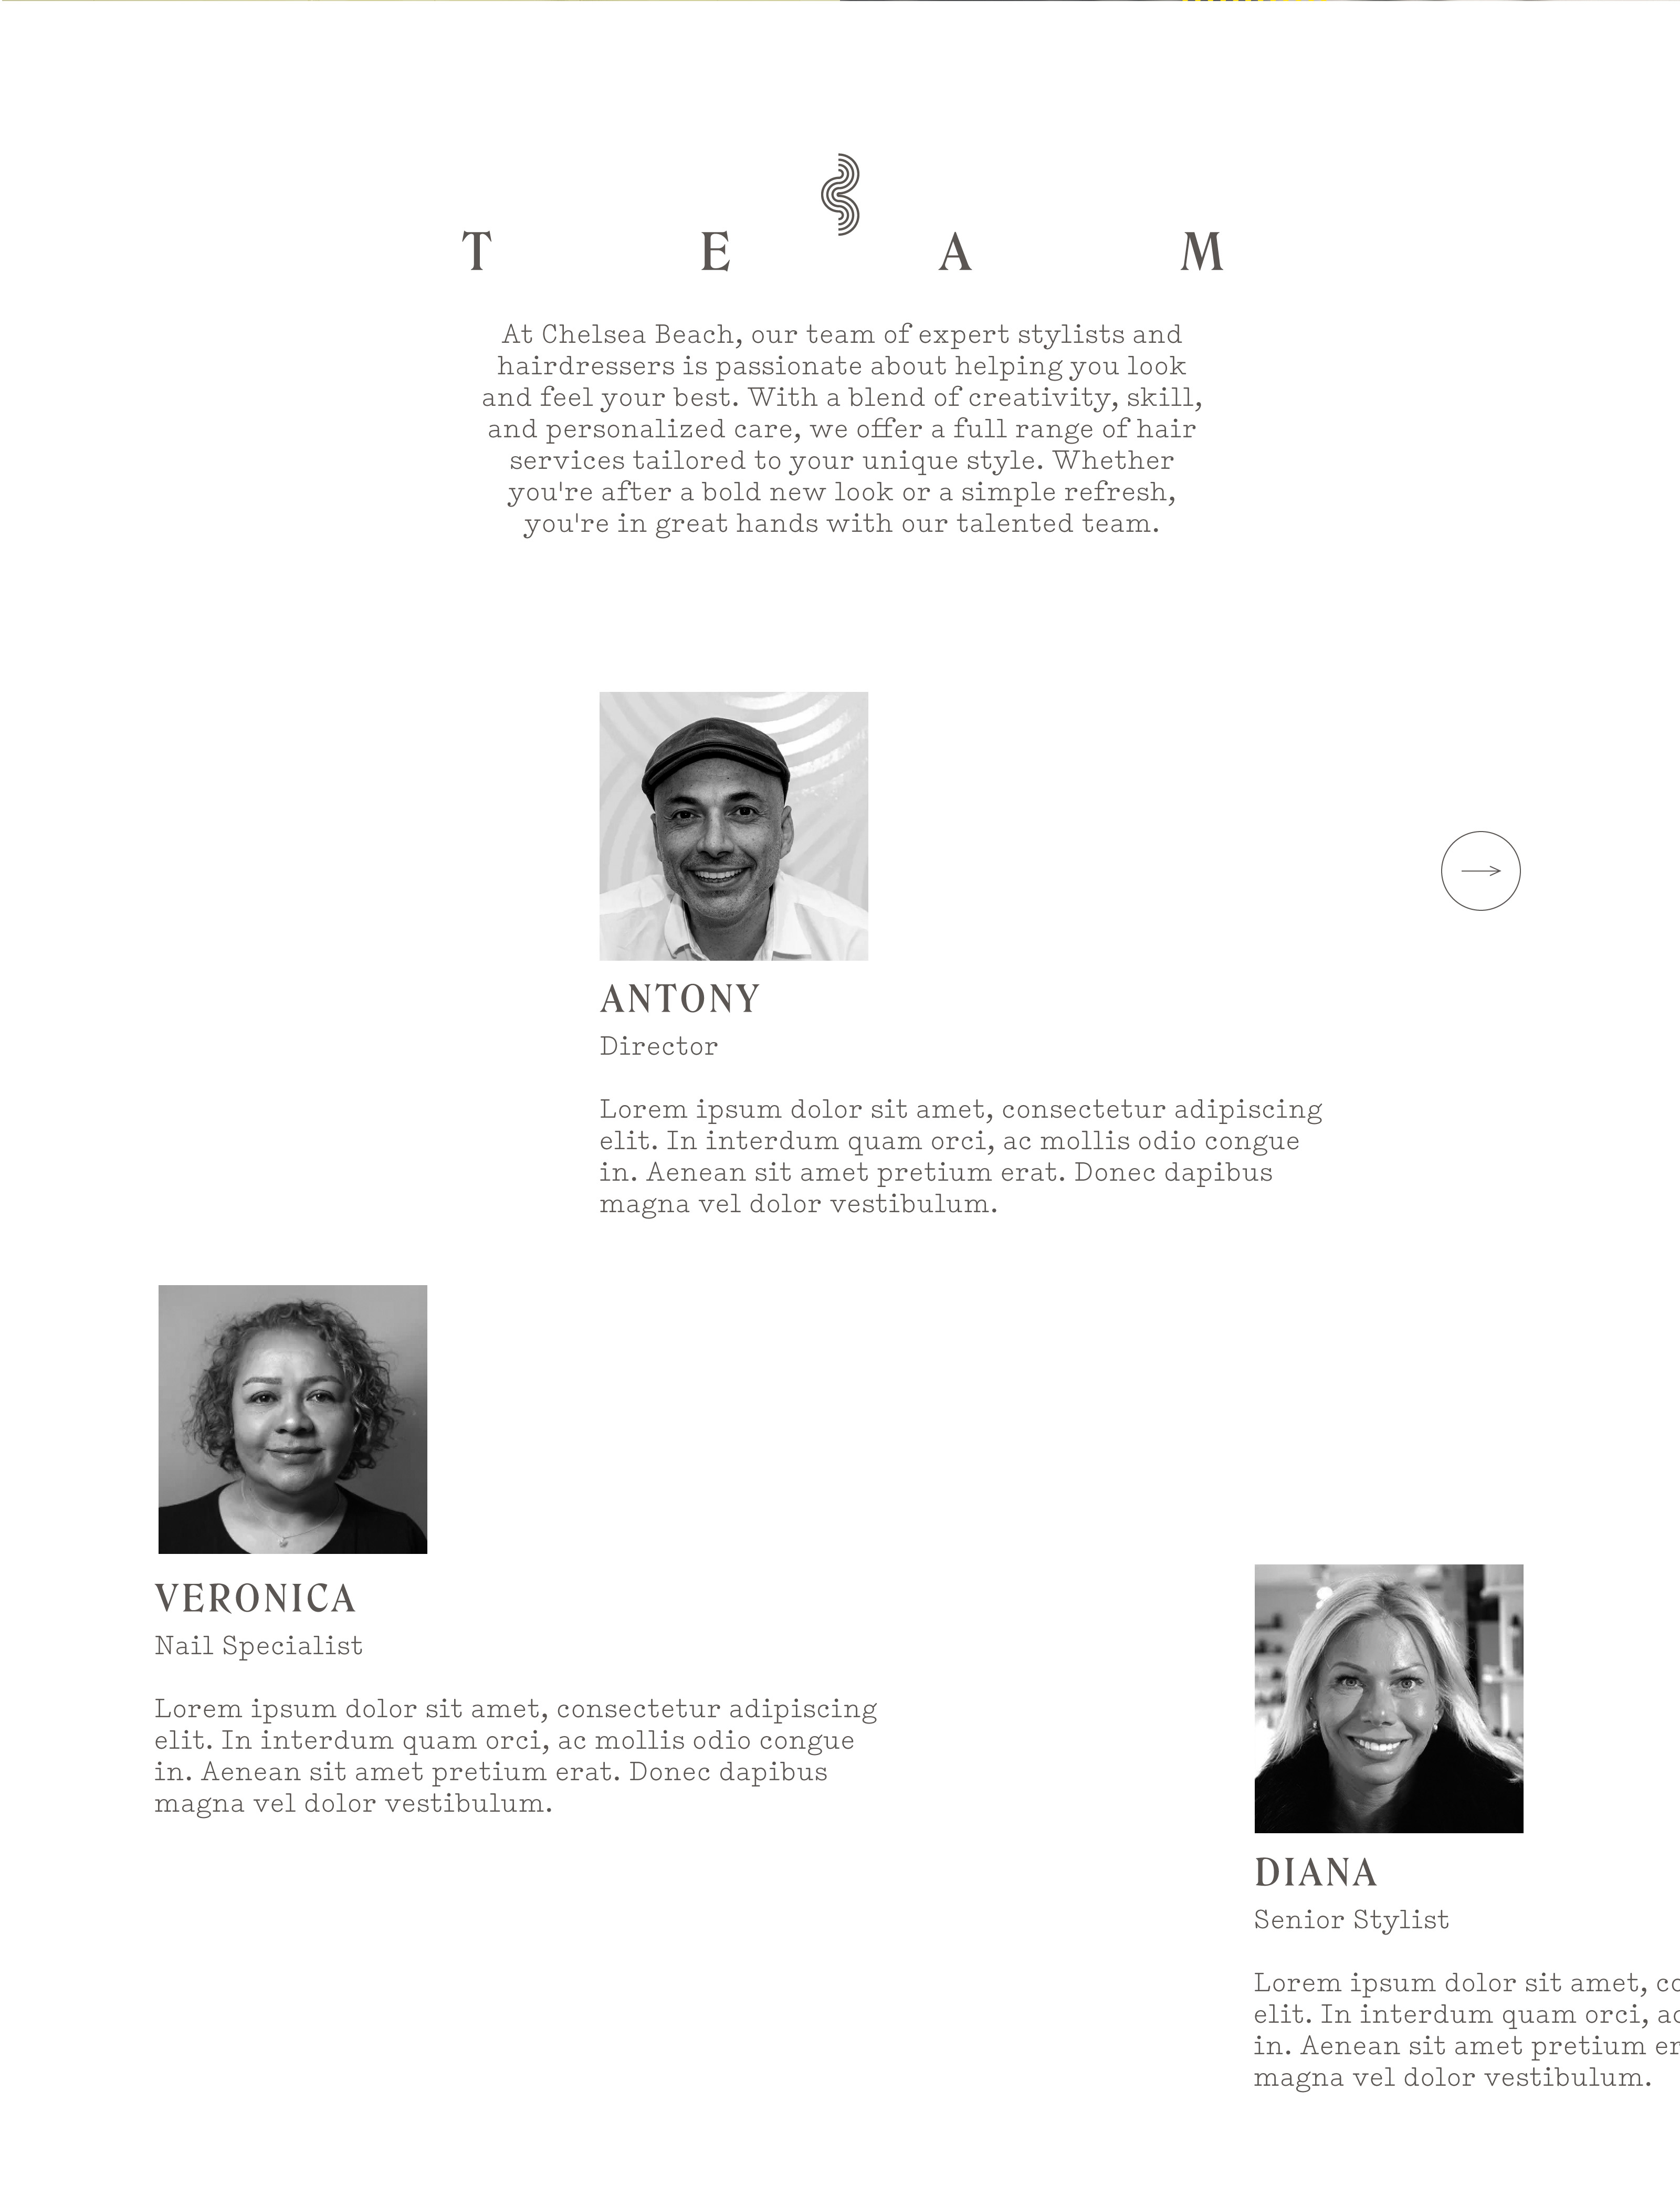 T E A M
At Chelsea Beach, our team of expert stylists and
hairdressers is passionate about helping you look
and feel your best. With a blend of creativity, skill,
and personalized care, we offer a full range of hair
services tailored to your unique style. Whether
you're after a bold new look or a simple refresh,
you're in great hands with our talented team.
ANTONY
Director
Lorem ipsum dolor sit amet, consectetur adipiscing
elit. In interdum quam orci, ac mollis odio congue
in. Aenean sit amet pretium erat. Donec dapibus
magna vel dolor vestibulum.
VERONICA
Nail Specialist
Lorem ipsum dolor sit amet, consectetur adipiscing
elit. In interdum quam orci, ac mollis odio congue
in. Aenean sit amet pretium erat. Donec dapibus
magna vel dolor vestibulum.
DIANA
Senior Stylist
Lorem ipsum dolor sit amet, co
elit. In interdum quam orci, ac
in. Aenean sit amet pretium er
magna vel dolor vestibulum.